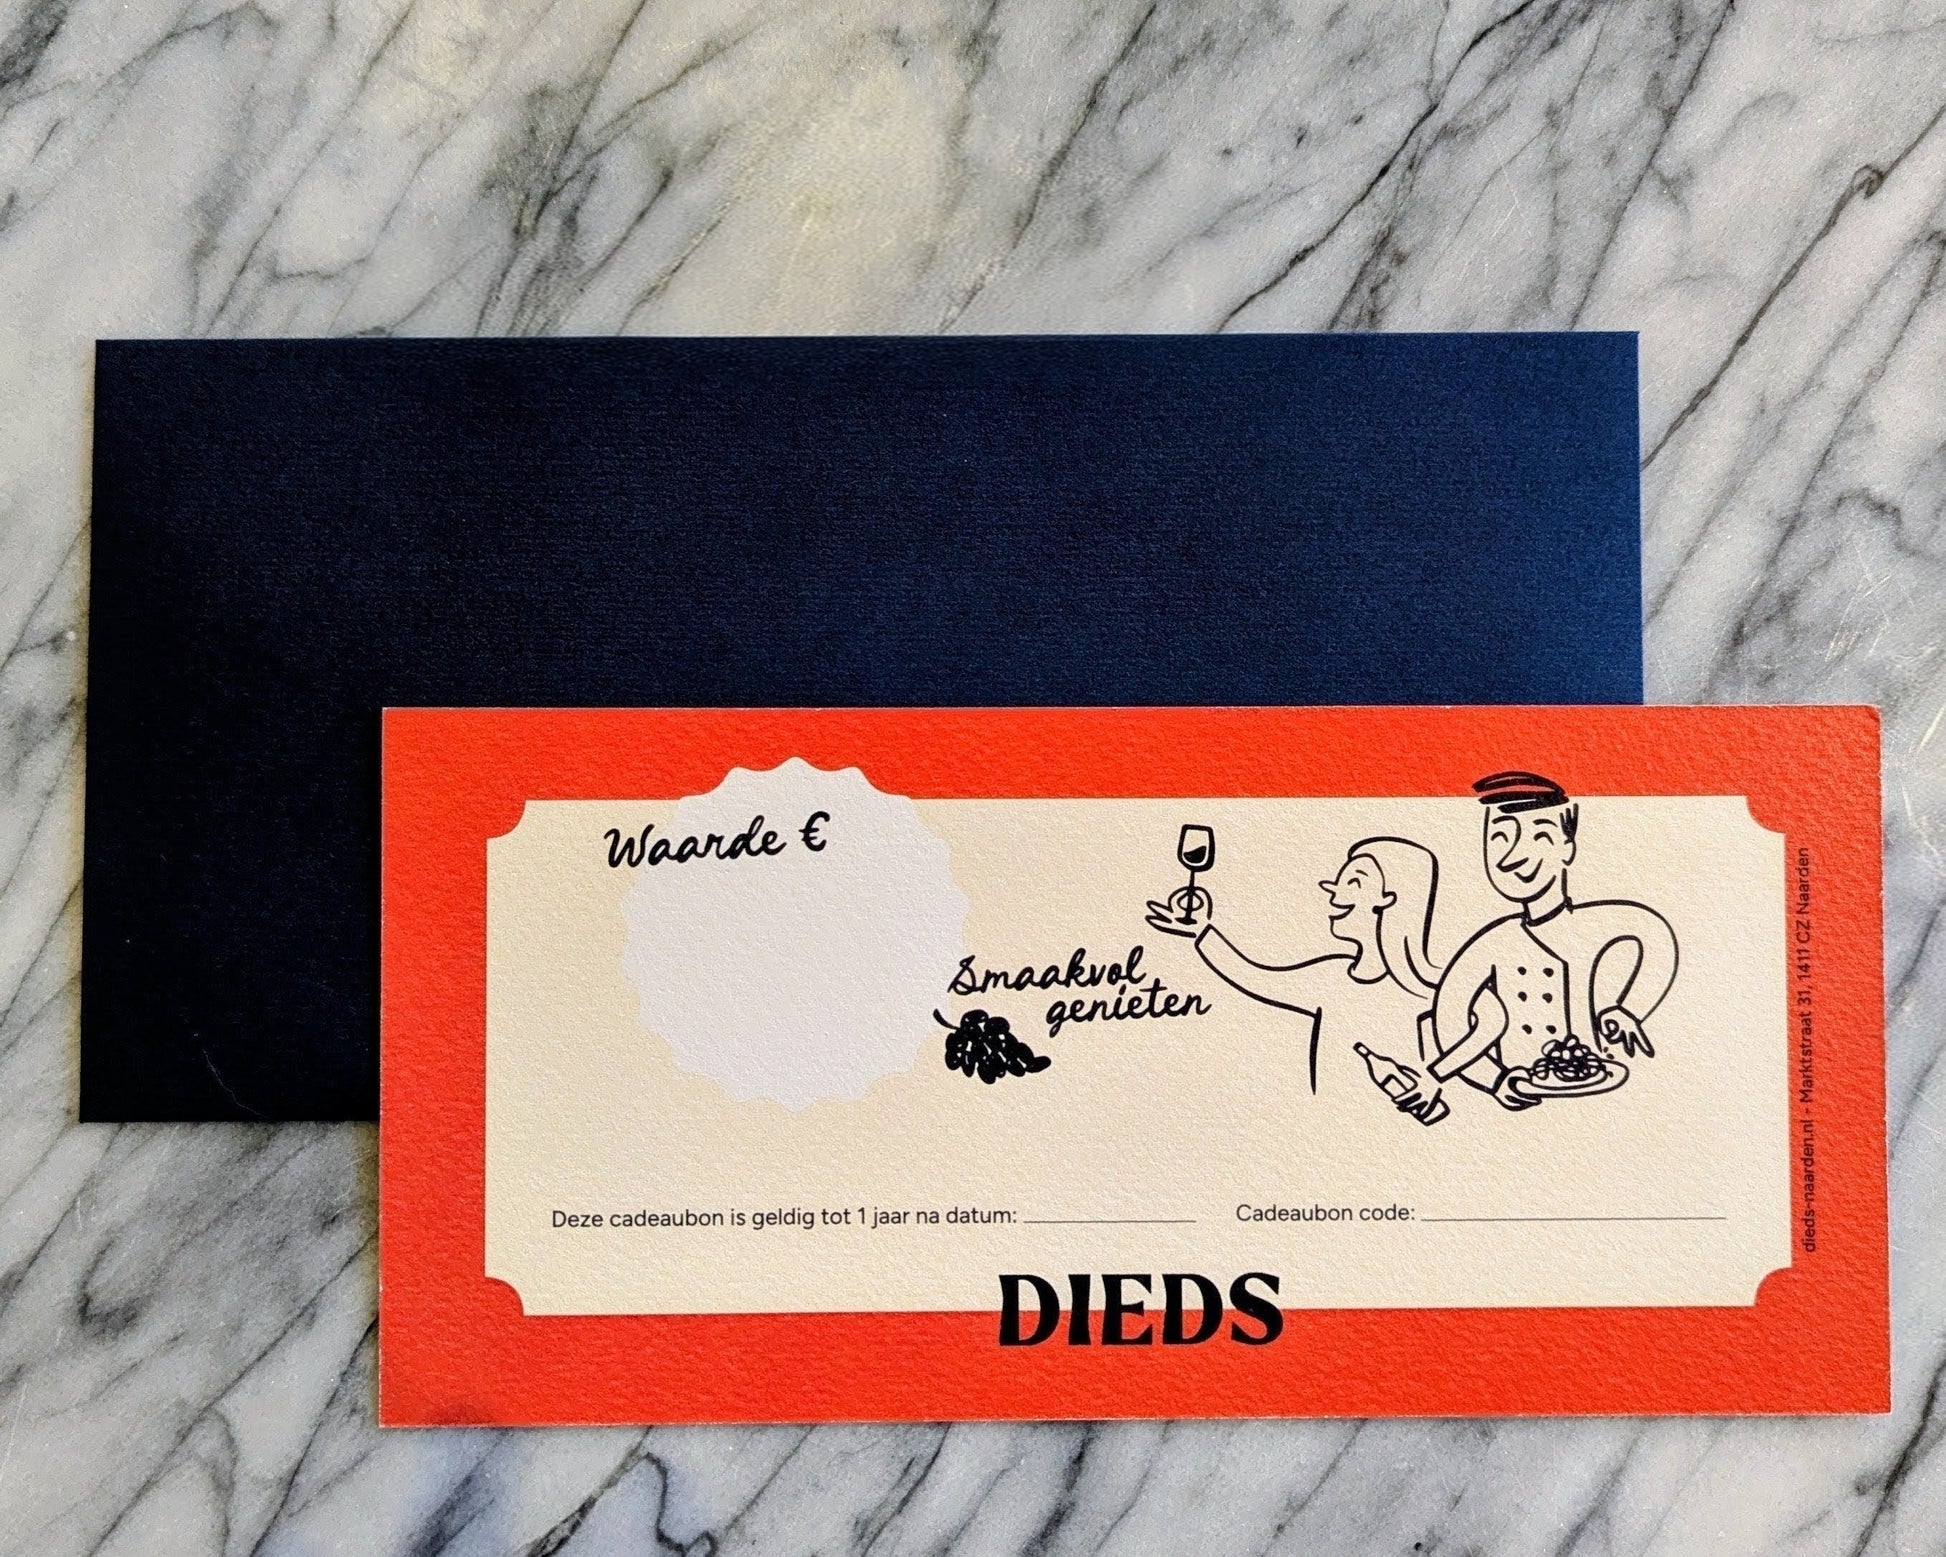 Waarde €
Smaakvol
genieten
Deze cadeaubon is geldig tot 1 jaar na datum:
Cadeaubon code:
DIEDS
dieds-naarden.nl - Marktstraat 31, 1411 CZ Naarden